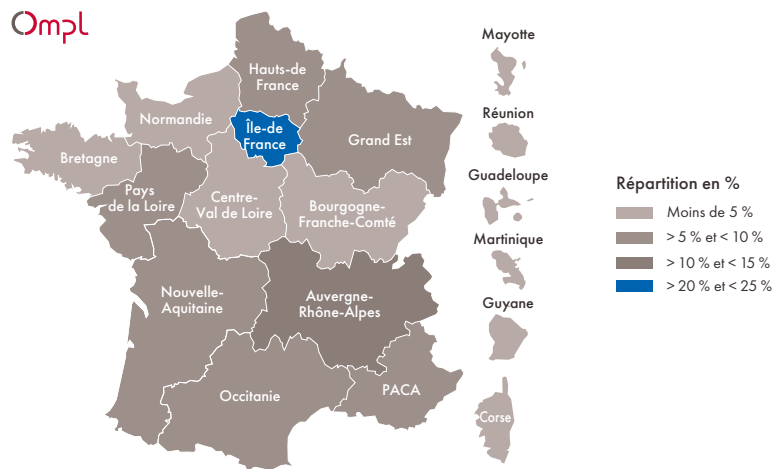 Ompl
Hauts-de
France
Normandie
Île-de
France
Grand Est
Bretagne
Pays
de la Loire
Centre-
Val de Loire
Bourgogne-
Franche-Comté
Nouvelle-
Aquitaine
Auvergne-
Rhône-Alpes
Occitanie
PACA
Mayotte
Réunion
Guadeloupe
Martinique
Guyane
Corse
Répartition en %
Moins de 5 %
> 5 % et < 10 %
> 10 % et < 15 %
> 20 % et < 25 %